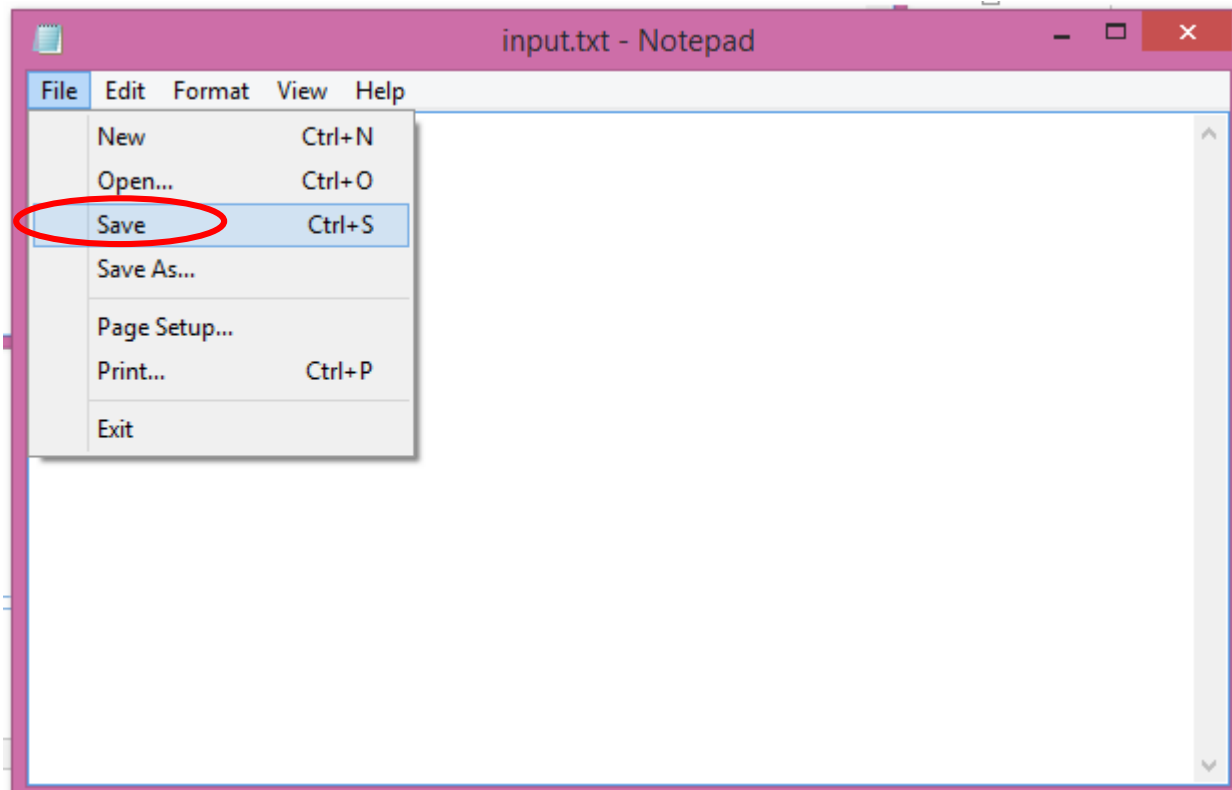 input.txt - Notepad
File Edit Format View Help
New Ctrl+N
Open... Ctrl+O
Save Ctrl+S
Save As...
Page Setup...
Print... Ctrl+P
Exit